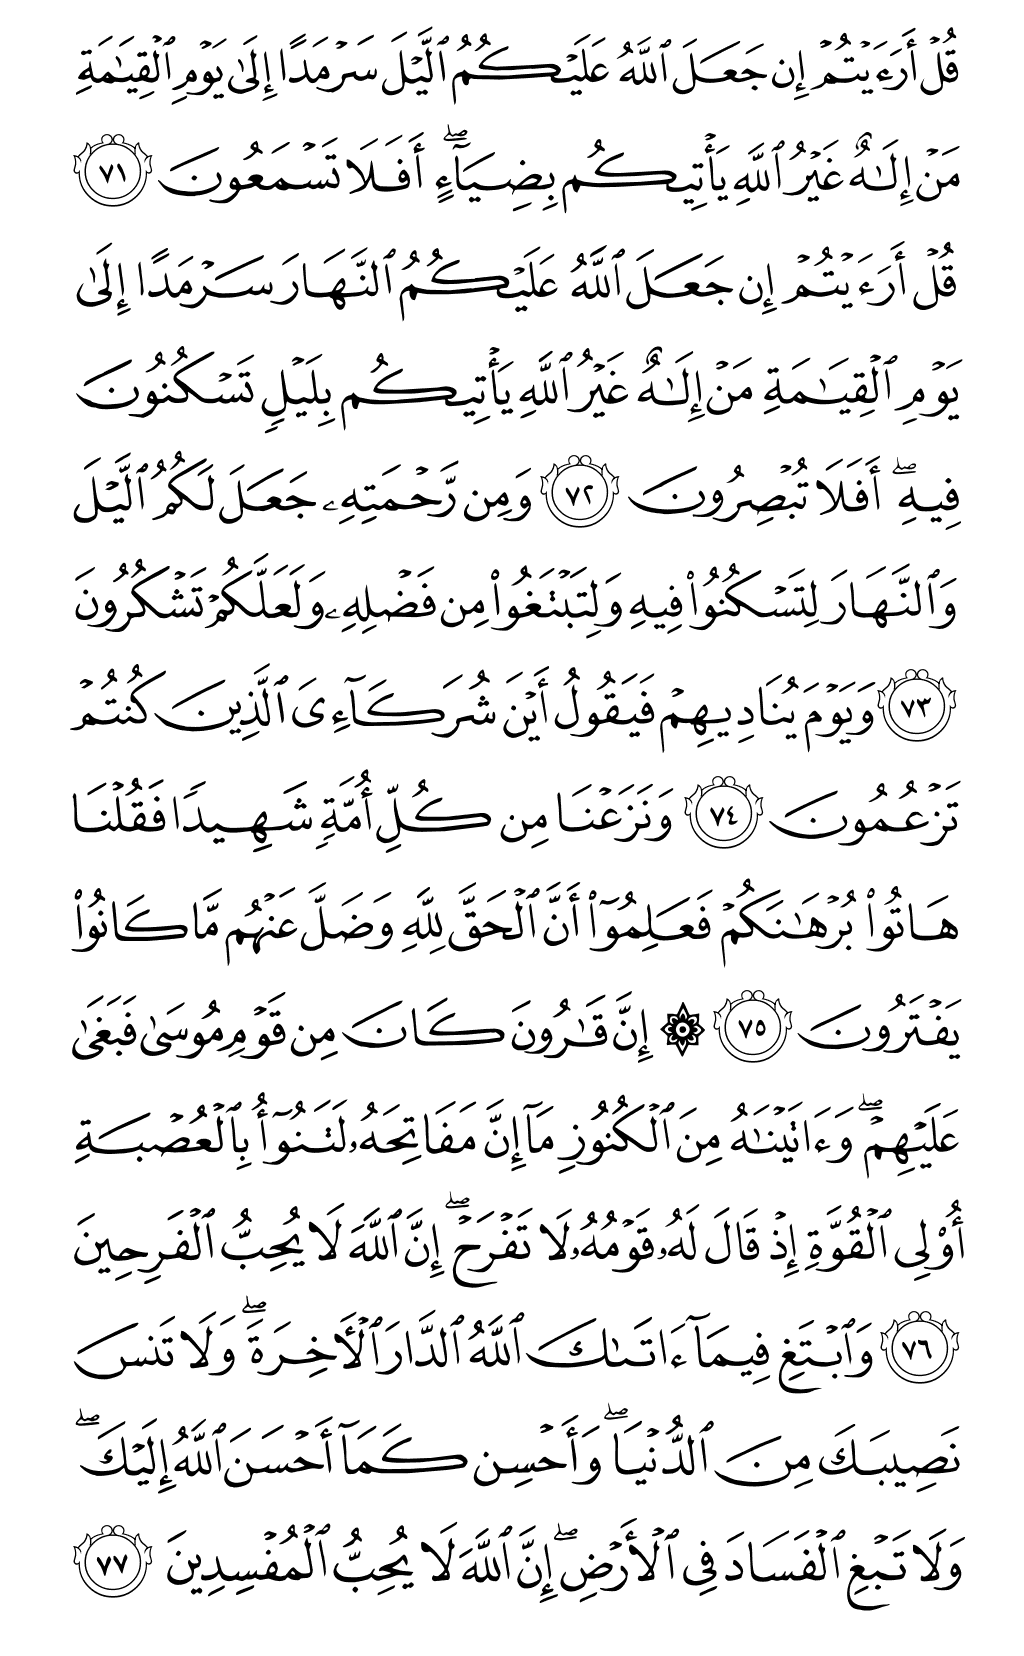 قُلْ أَرَءَيْتُمْ إِن جَعَلَ ٱللَّهُ عَلَيْكُمُ ٱلَّيْلَ سَرْمَدًا إِلَىٰ يَوْمِ ٱلْقِيَـٰمَةِ
مَنْ إِلَـٰهٌ غَيْرُ ٱللَّهِ يَأْتِيكُم بِضِيَآءٍ ۖ أَفَلَا تَسْمَعُونَ ٧١
قُلْ أَرَءَيْتُمْ إِن جَعَلَ ٱللَّهُ عَلَيْكُمُ ٱلنَّهَارَ سَرْمَدًا إِلَىٰ
يَوْمِ ٱلْقِيَـٰمَةِ مَنْ إِلَـٰهٌ غَيْرُ ٱللَّهِ يَأْتِيكُم بِلَيْلٍ تَسْكُنُونَ
فِيهِ ۖ أَفَلَا تُبْصِرُونَ ٧٢ وَمِن رَّحْمَتِهِۦ جَعَلَ لَكُمُ ٱلَّيْلَ
وَٱلنَّهَارَ لِتَسْكُنُوا۟ فِيهِ وَلِتَبْتَغُوا۟ مِن فَضْلِهِۦ وَلَعَلَّكُمْ تَشْكُرُونَ
٧٣ وَيَوْمَ يُنَادِيهِمْ فَيَقُولُ أَيْنَ شُرَكَآءِىَ ٱلَّذِينَ كُنتُمْ
تَزْعُمُونَ ٧٤ وَنَزَعْنَا مِن كُلِّ أُمَّةٍ شَهِيدًا فَقُلْنَا
هَاتُوا۟ بُرْهَـٰنَكُمْ فَعَلِمُوٓا۟ أَنَّ ٱلْحَقَّ لِلَّهِ وَضَلَّ عَنْهُم مَّا كَانُوا۟
يَفْتَرُونَ ٧٥ ۞ إِنَّ قَـٰرُونَ كَانَ مِن قَوْمِ مُوسَىٰ فَبَغَىٰ
عَلَيْهِمْ ۖ وَءَاتَيْنَـٰهُ مِنَ ٱلْكُنُوزِ مَآ إِنَّ مَفَاتِحَهُۥ لَتَنُوٓأُ بِٱلْعُصْبَةِ
أُو۟لِى ٱلْقُوَّةِ إِذْ قَالَ لَهُۥ قَوْمُهُۥ لَا تَفْرَحْ ۖ إِنَّ ٱللَّهَ لَا يُحِبُّ ٱلْفَرِحِينَ
٧٦ وَٱبْتَغِ فِيمَآ ءَاتَىٰكَ ٱللَّهُ ٱلدَّارَ ٱلْـَٔاخِرَةَ ۖ وَلَا تَنسَ
نَصِيبَكَ مِنَ ٱلدُّنْيَا ۖ وَأَحْسِن كَمَآ أَحْسَنَ ٱللَّهُ إِلَيْكَ ۖ
وَلَا تَبْغِ ٱلْفَسَادَ فِى ٱلْأَرْضِ ۖ إِنَّ ٱللَّهَ لَا يُحِبُّ ٱلْمُفْسِدِينَ ٧٧